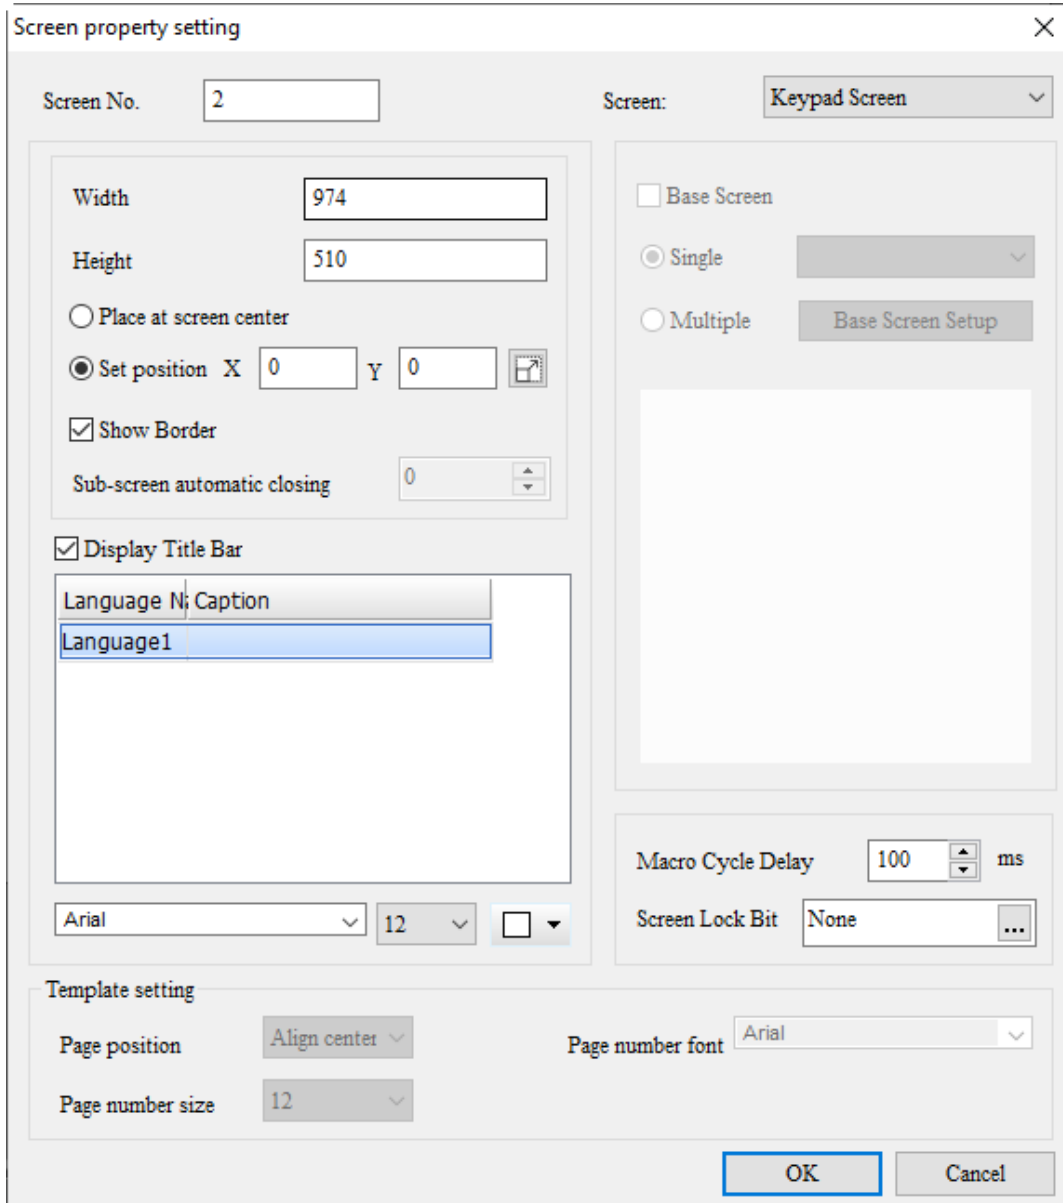 Screen property setting
Screen No. 2 Screen: Keypad Screen
Width 974
Height 510
Place at screen center
Set position X 0 Y 0
Show Border
Sub-screen automatic closing 0
Display Title Bar
Language Na Caption
Language1
Arial 12
Base Screen
Single
Multiple Base Screen Setup
Macro Cycle Delay 100 ms
Screen Lock Bit None ...
Template setting
Page position Align center Page number font Arial
Page number size 12
OK Cancel